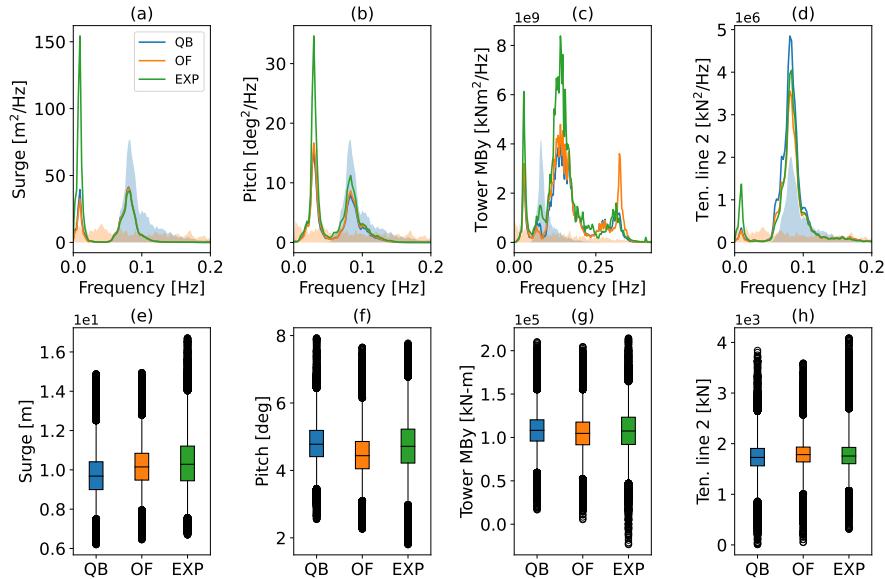 (a)
(b)
(c)
(d)
1e9
1e6
Surge [m²/Hz]
150
100
50
0
QB
OF
EXP
0.0
0.1
0.2
Frequency [Hz]
Pitch [deg²/Hz]
30
20
10
0
0.0
0.1
0.2
Frequency [Hz]
Tower MBy [kNm²/Hz]
8
6
4
2
0
0.00
0.25
Frequency [Hz]
Ten. line 2 [kN²/Hz]
5
4
3
2
1
0
0.0
0.1
0.2
Frequency [Hz]
(e)
(f)
(g)
(h)
1e1
1e5
1e3
Surge [m]
1.6
1.4
1.2
1.0
0.8
0.6
QB
OF
EXP
Pitch [deg]
8
6
4
2
QB
OF
EXP
Tower MBy [kN-m]
2.0
1.5
1.0
0.5
0.0
QB
OF
EXP
Ten. line 2 [kN]
4
3
2
1
0
QB
OF
EXP